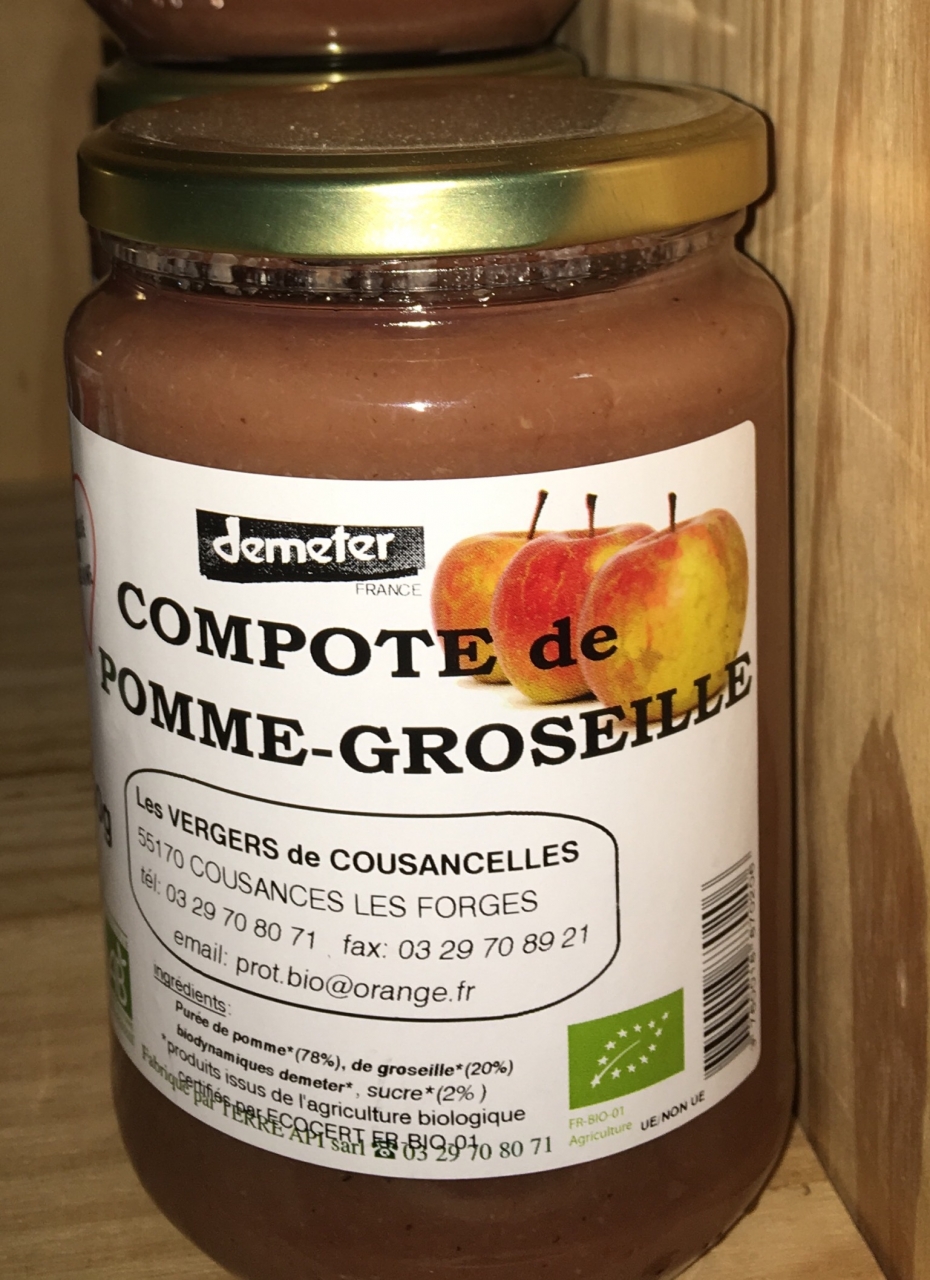 demeter
FRANCE
COMPOTE de
POMME-GROSEILLE
Les VERGERS de COUSANCELLES
55170 COUSANCES LES FORGES
tél: 03 29 70 80 71 fax: 03 29 70 89 21
email: prot.bio@orange.fr
ingrédients:
Purée de pomme*(78%), de groseille*(20%)
biodynamiques demeter*, sucre*(2% )
*produits issus de l'agriculture biologique
certifiés par ECOCERT FR-BIO-01
Fabriqué par TERRE API sarl ☎ 03 29 70 80 71
FR-BIO-01
Agriculture UE/NON UE